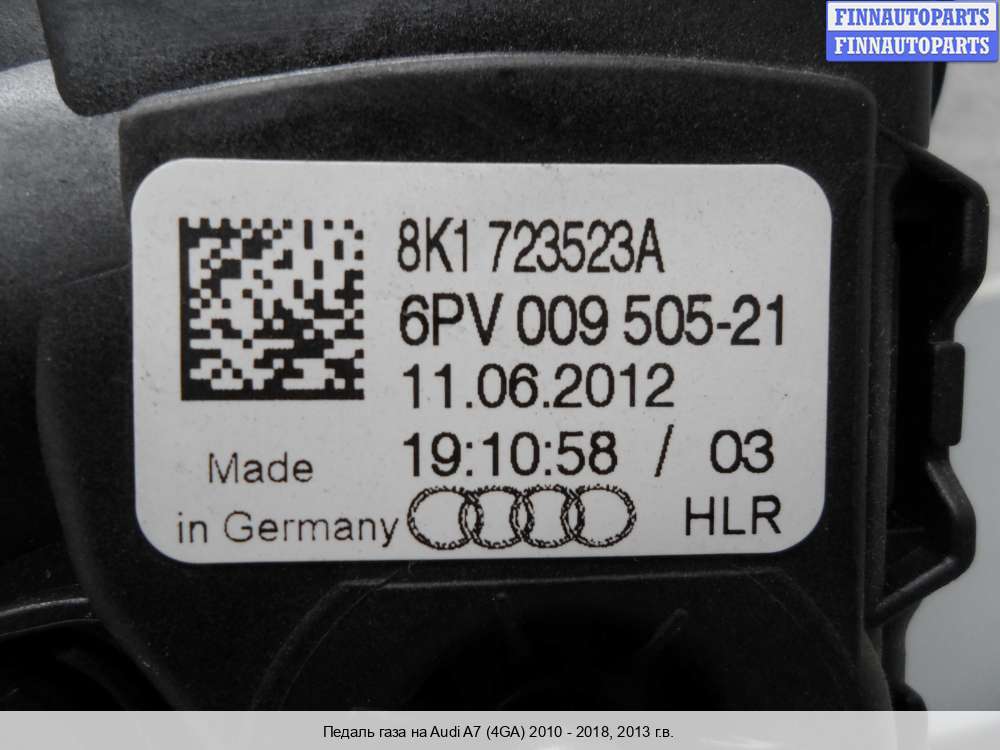 FINNAUTOPARTS
FINNAUTOPARTS
8K1 723523A
6PV 009 505-21
11.06.2012
19:10:58 / 03
Made
in Germany
HLR
Педаль газа на Audi A7 (4GA) 2010 - 2018, 2013 г.в.